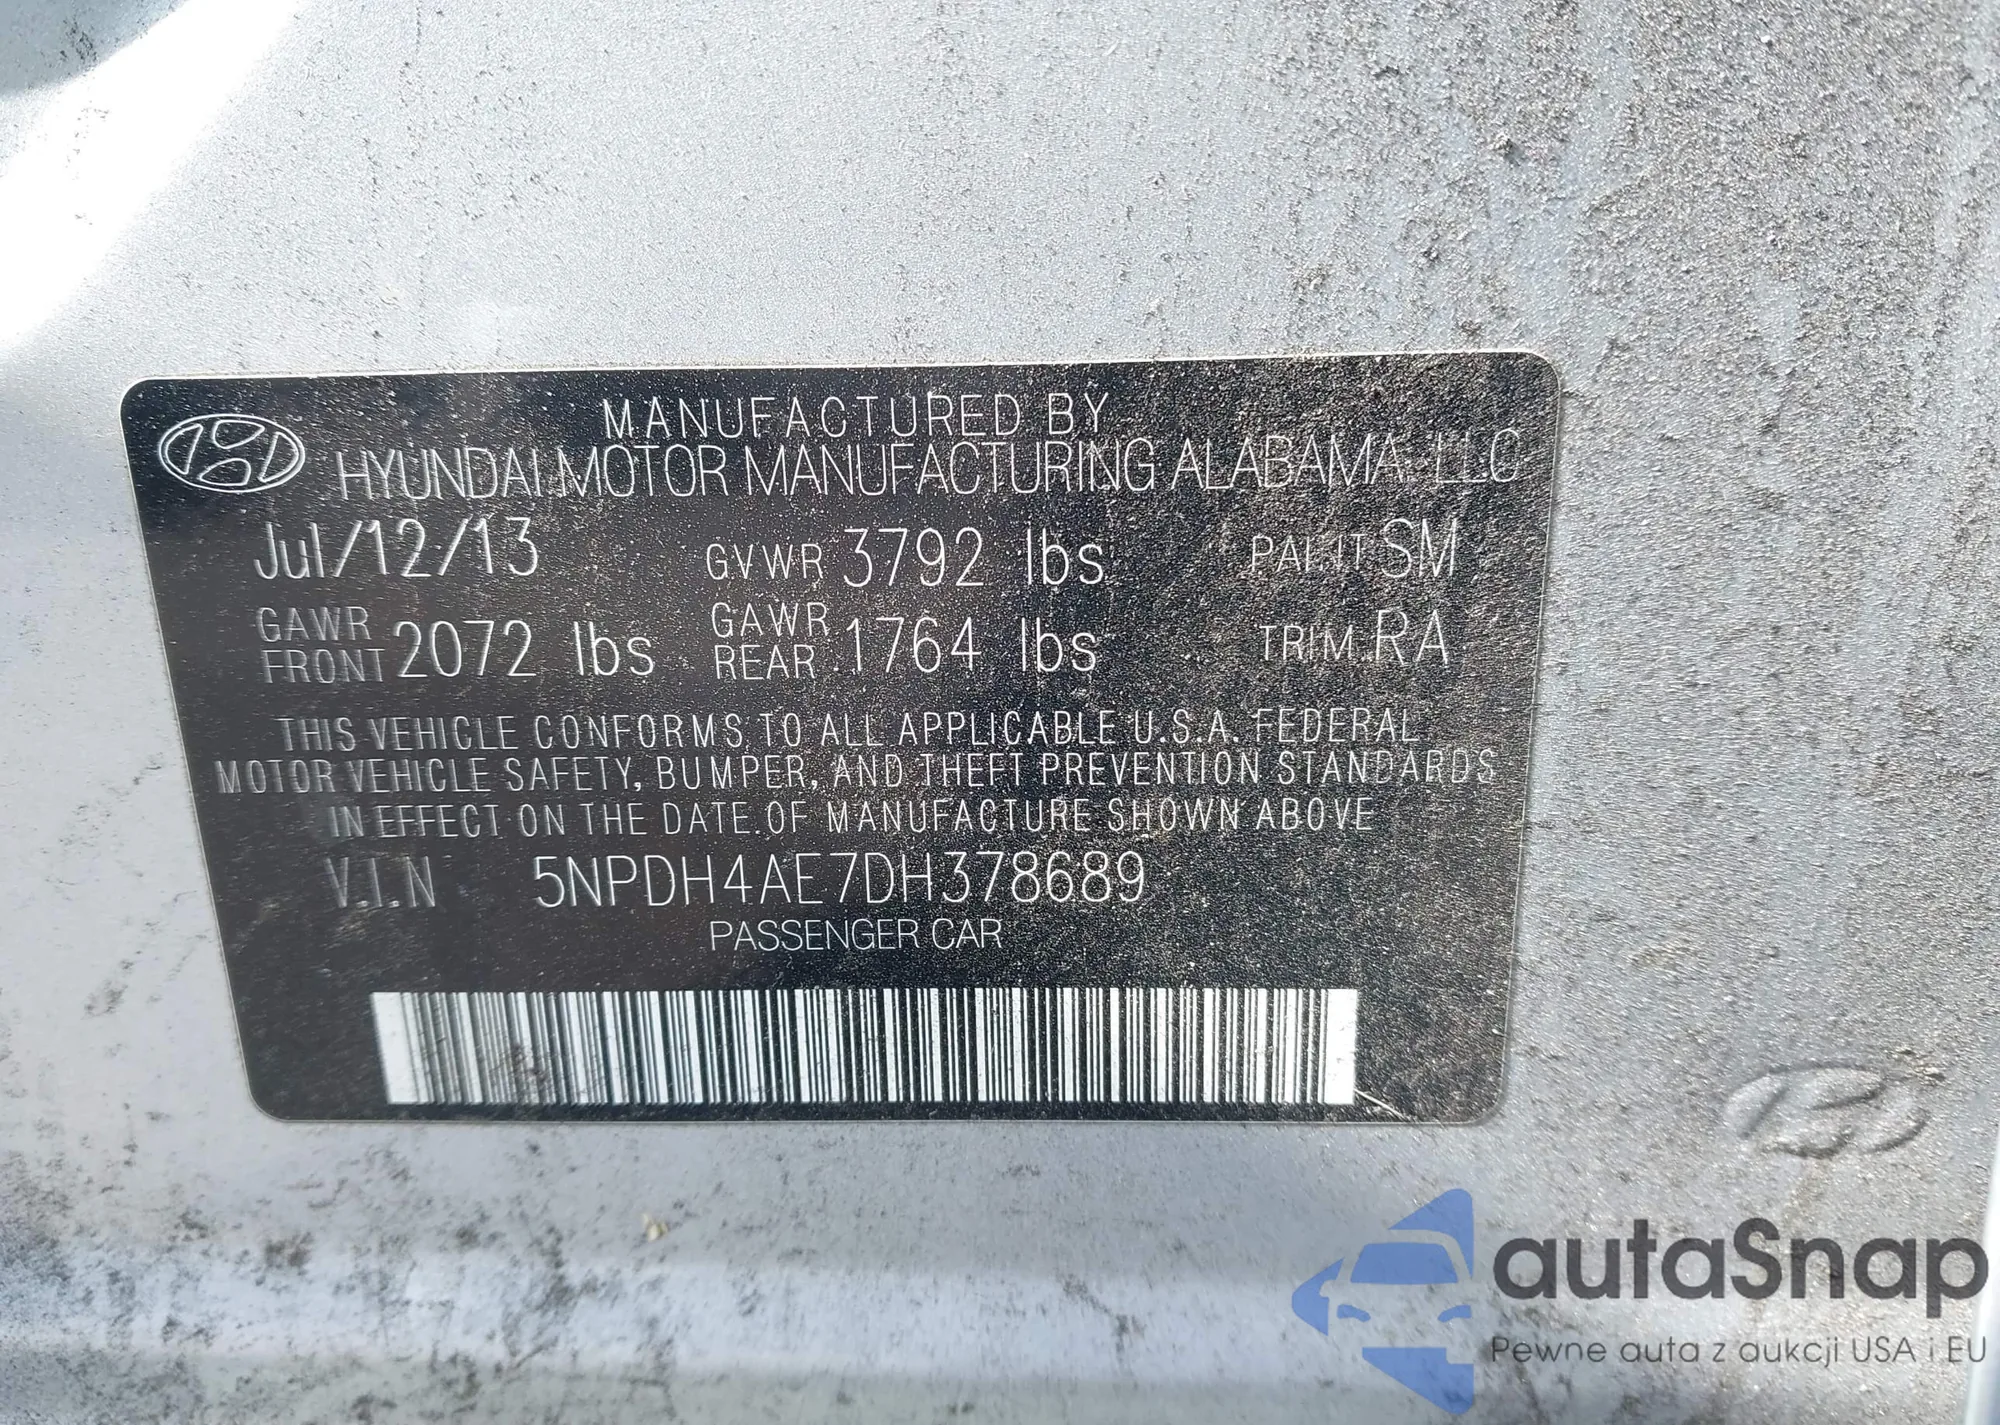 MANUFACTURED BY
HYUNDAI MOTOR MANUFACTURING ALABAMA, LLC
Jul/12/13 GVWR 3792 lbs PAINT SM
GAWR FRONT 2072 lbs GAWR REAR 1764 lbs TRIM RA
THIS VEHICLE CONFORMS TO ALL APPLICABLE U.S.A. FEDERAL
MOTOR VEHICLE SAFETY, BUMPER, AND THEFT PREVENTION STANDARDS
IN EFFECT ON THE DATE OF MANUFACTURE SHOWN ABOVE
V.I.N 5NPDH4AE7DH378689
PASSENGER CAR
autaSnap
Pewne auta z aukcji USA i EU